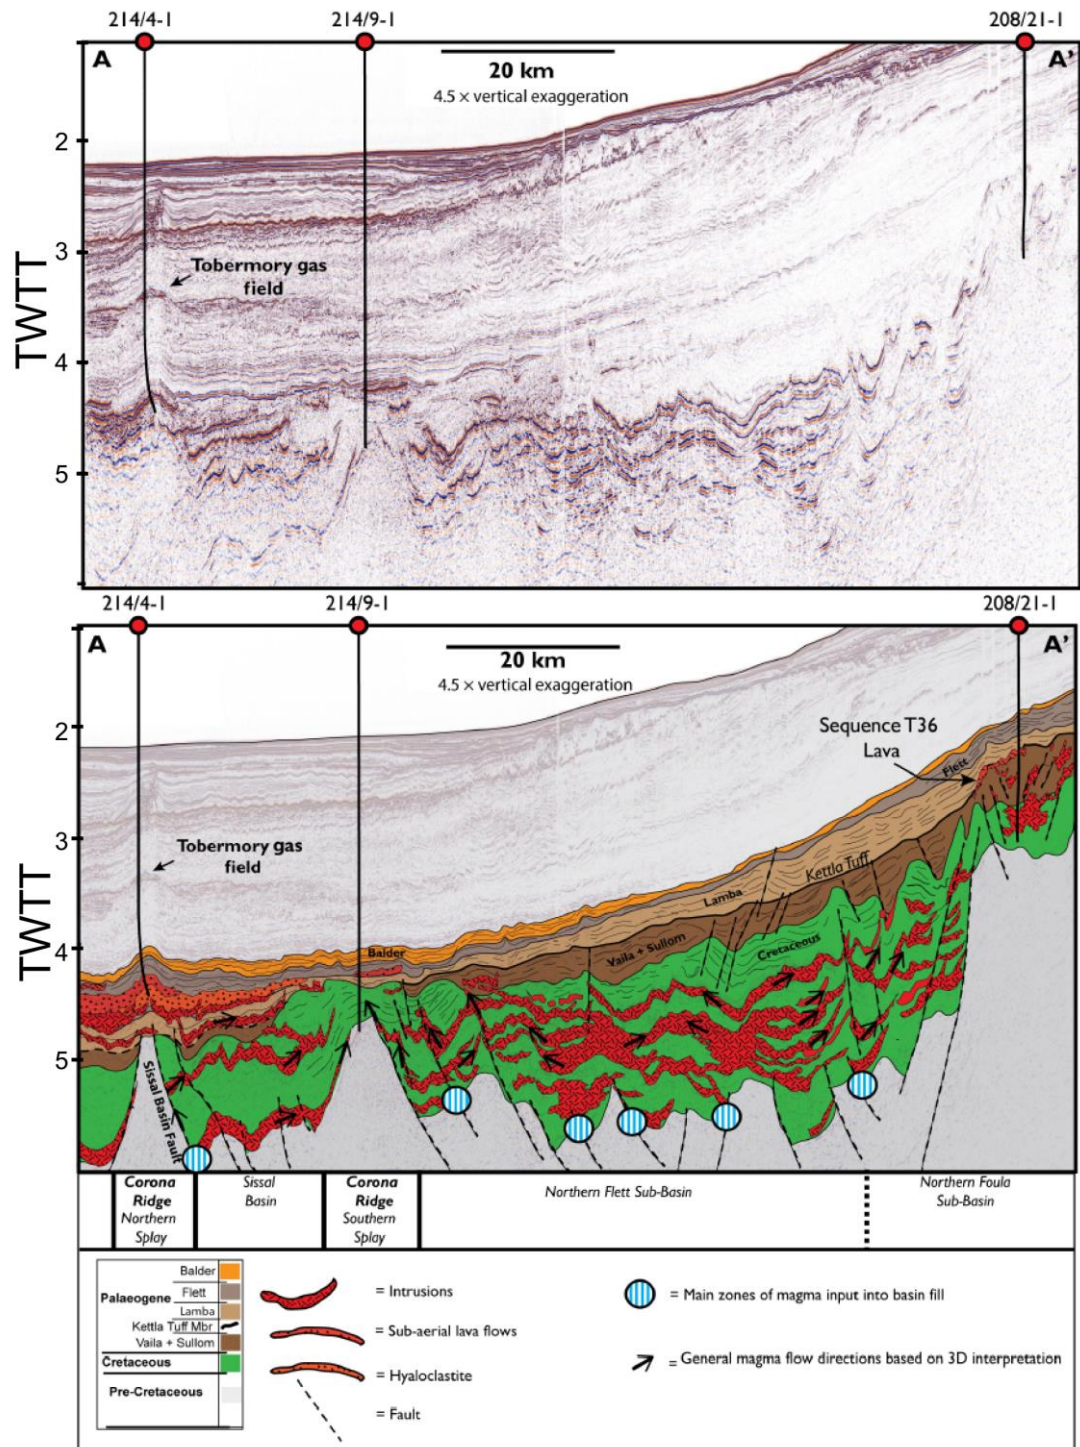 214/4-1
214/9-1
208/21-1
A
A'
20 km
4.5 × vertical exaggeration
2
3
4
5
TWTT
Tobermory gas
field
214/4-1
214/9-1
208/21-1
A
A'
20 km
4.5 × vertical exaggeration
2
3
4
5
TWTT
Sequence T36
Lava
Tobermory gas
field
Flett
Kettla Tuff
Lamba
Balder
Vaila + Sullom
Cretaceous
Sissal Basin Fault
Corona
Ridge
Northern
Splay
Sissal
Basin
Corona
Ridge
Southern
Splay
Northern Flett Sub-Basin
Northern Foula
Sub-Basin
Balder
Palaeogene
Flett
Lamba
Kettla Tuff Mbr
Vaila + Sullom
Cretaceous
Pre-Cretaceous
= Intrusions
= Sub-aerial lava flows
= Hyaloclastite
= Fault
= Main zones of magma input into basin fill
= General magma flow directions based on 3D interpretation